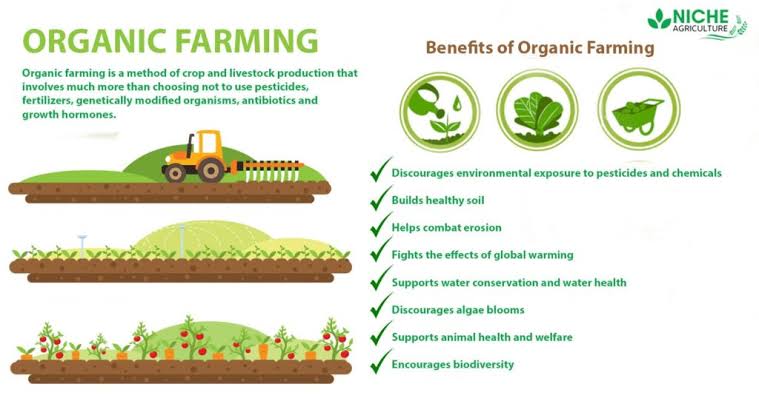 ORGANIC FARMING
Organic farming is a method of crop and livestock production that
involves much more than choosing not to use pesticides,
fertilizers, genetically modified organisms, antibiotics and
growth hormones.
NICHE
AGRICULTURE
Benefits of Organic Farming
Discourages environmental exposure to pesticides and chemicals
Builds healthy soil
Helps combat erosion
Fights the effects of global warming
Supports water conservation and water health
Discourages algae blooms
Supports animal health and welfare
Encourages biodiversity